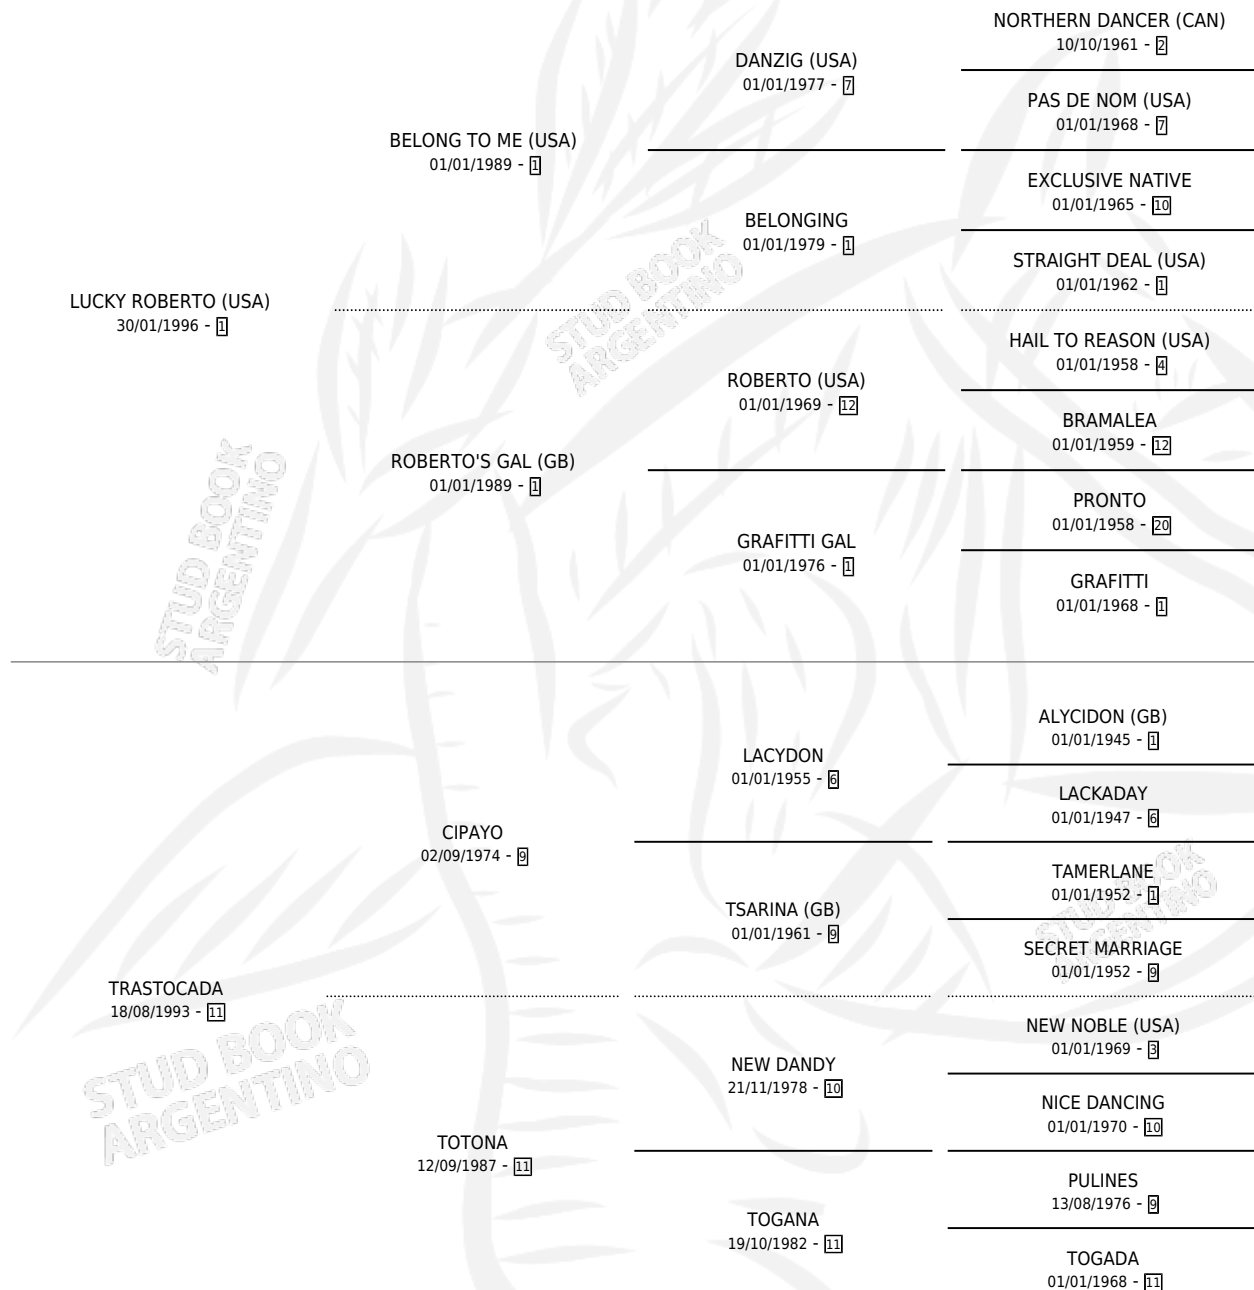 NORTHERN DANCER (CAN)
10/10/1961 - 2
DANZIG (USA)
01/01/1977 - 7
PAS DE NOM (USA)
01/01/1968 - 7
BELONG TO ME (USA)
01/01/1989 - 1
EXCLUSIVE NATIVE
01/01/1965 - 10
BELONGING
01/01/1979 - 1
STRAIGHT DEAL (USA)
01/01/1962 - 1
LUCKY ROBERTO (USA)
30/01/1996 - 1
HAIL TO REASON (USA)
01/01/1958 - 4
ROBERTO (USA)
01/01/1969 - 12
BRAMALEA
01/01/1959 - 12
ROBERTO'S GAL (GB)
01/01/1989 - 1
PRONTO
01/01/1958 - 20
GRAFITTI GAL
01/01/1976 - 1
GRAFITTI
01/01/1968 - 1
ALYCIDON (GB)
01/01/1945 - 1
LACYDON
01/01/1955 - 6
LACKADAY
01/01/1947 - 6
CIPAYO
02/09/1974 - 9
TAMERLANE
01/01/1952 - 1
TSARINA (GB)
01/01/1961 - 9
SECRET MARRIAGE
01/01/1952 - 9
TRASTOCADA
18/08/1993 - 11
NEW NOBLE (USA)
01/01/1969 - 3
NEW DANDY
21/11/1978 - 10
NICE DANCING
01/01/1970 - 10
TOTONA
12/09/1987 - 11
PULINES
13/08/1976 - 9
TOGANA
19/10/1982 - 11
TOGADA
01/01/1968 - 11
STUD BOOK
ARGENTINO
STUD BOOK
ARGENTINO
STUD BOOK
ARGENTINO
STUD BOOK
ARGENTINO